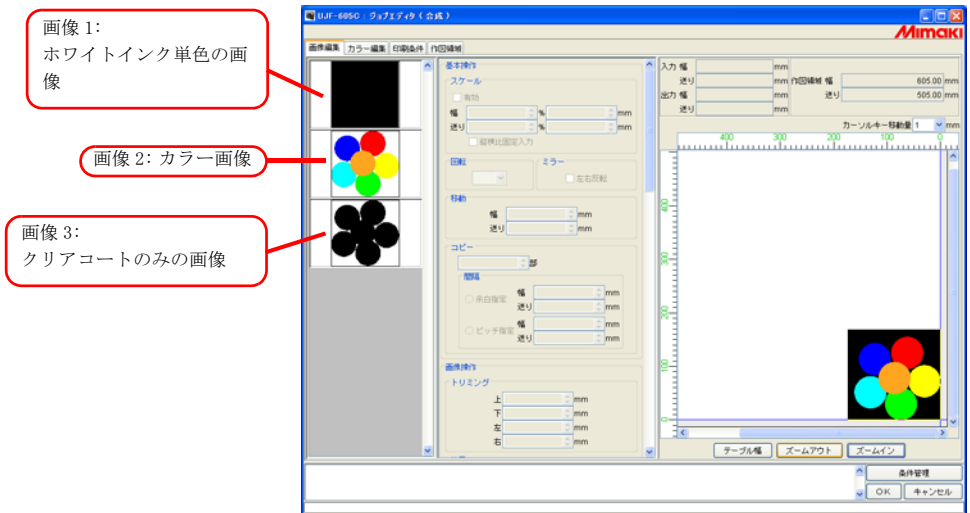 画像 1:
ホワイトインク単色の画
像
画像 2: カラー画像
画像 3:
クリアコートのみの画像
UJF-605C : ジョブエディタ ( 合成 )
Mimaki
画像編集 カラー編集 印刷条件 作図領域
基本操作
スケール
有効
幅 % mm
送り % mm
縦横比固定入力
回転
ミラー
左右反転
移動
幅 mm
送り mm
コピー
部
間隔
余白指定
幅 mm
送り mm
ピッチ指定
幅 mm
送り mm
画像操作
トリミング
上 mm
下 mm
左 mm
右 mm
入力 幅 mm
送り mm
出力 幅 mm
送り mm
作図領域 幅 605.00 mm
送り 505.00 mm
カーソルキー移動量 1 mm
400 300 200 100 0
400
300
200
100
0
テーブル幅 ズームアウト ズームイン
条件管理
OK キャンセル